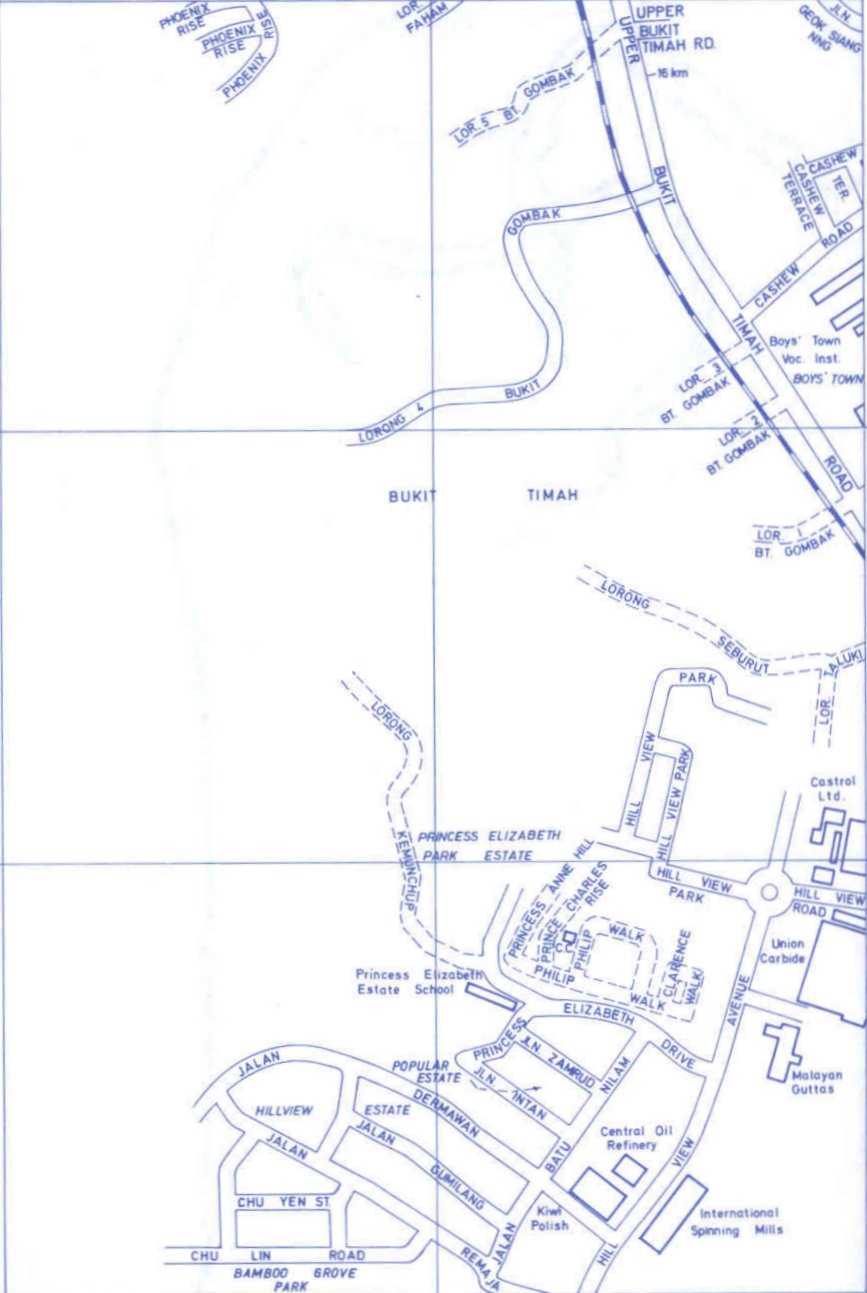 PHOENIX RISE
PHOENIX RISE
PHOENIX RISE
LOR. FAHAM
UPPER BUKIT TIMAH RD.
UPPER
16 km
JLN. GEOK SIANG NNG
LOR. 5 BT. GOMBAK
BUKIT
CASHEW
CASHEW TERRACE
TER.
CASHEW ROAD
GOMBAK
TIMAH
Boys' Town
Voc. Inst.
BOYS' TOWN
LOR. 3
BT. GOMBAK
BUKIT
LORONG 4
LOR. 2
BT. GOMBAK
ROAD
BUKIT TIMAH
LOR. 1
BT. GOMBAK
LORONG
SEBURUT
TALUKI
LOR.
PARK
LORONG
HILL VIEW
HILL VIEW PARK
Castrol
Ltd.
KEMUNCHUP
PRINCESS ELIZABETH
PARK ESTATE
PRINCESS ANNE HILL
PRINCE CHARLES RISE
HILL VIEW
PARK
HILL VIEW
ROAD
C.C.
PHILIP
WALK
CLARENCE
WALK
PHILIP
WALK
Union
Carbide
Princess Elizabeth
Estate School
ELIZABETH
AVENUE
PRINCESS
DRIVE
JLN. ZAMRUD
NILAM
JALAN
POPULAR
ESTATE
JLN. INTAN
Malayan
Guttas
HILLVIEW
ESTATE
DERMAWAN
JALAN
JALAN
Central Oil
Refinery
BATU
VIEW
GUMILANG
CHU YEN ST.
Kiwi
Polish
International
Spinning Mills
JALAN
HILL
CHU LIN ROAD
REMAJA
BAMBOO GROVE
PARK